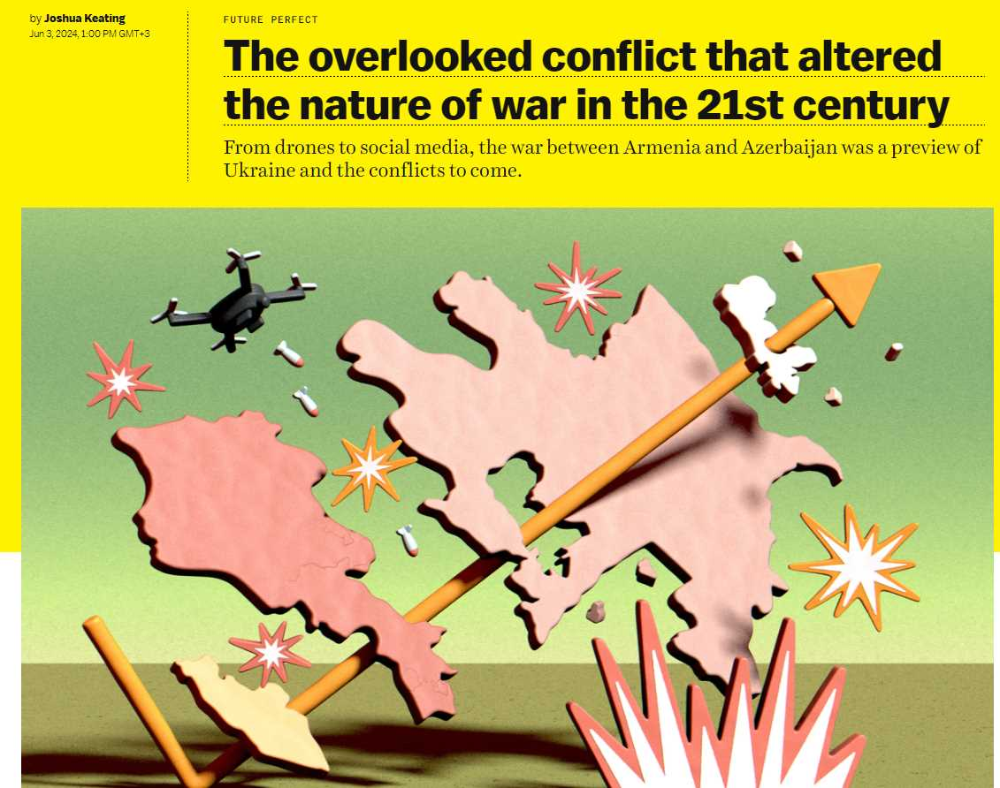 by Joshua Keating
Jun 3, 2024, 1:00 PM GMT+3
FUTURE PERFECT
The overlooked conflict that altered
the nature of war in the 21st century
From drones to social media, the war between Armenia and Azerbaijan was a preview of
Ukraine and the conflicts to come.